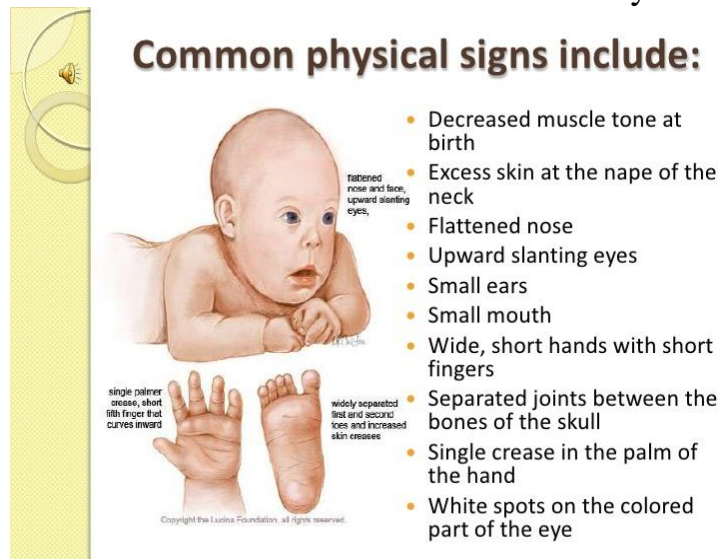 Common physical signs include:
flattened
nose and face,
upward slanting
eyes,
• Decreased muscle tone at
birth
• Excess skin at the nape of the
neck
• Flattened nose
• Upward slanting eyes
• Small ears
• Small mouth
• Wide, short hands with short
fingers
• Separated joints between the
bones of the skull
• Single crease in the palm of
the hand
• White spots on the colored
part of the eye
single palmer
crease, short
fifth finger that
curves inward
widely separated
first and second
toes and increased
skin creases
Copyright the Lucina Foundation, all rights reserved.